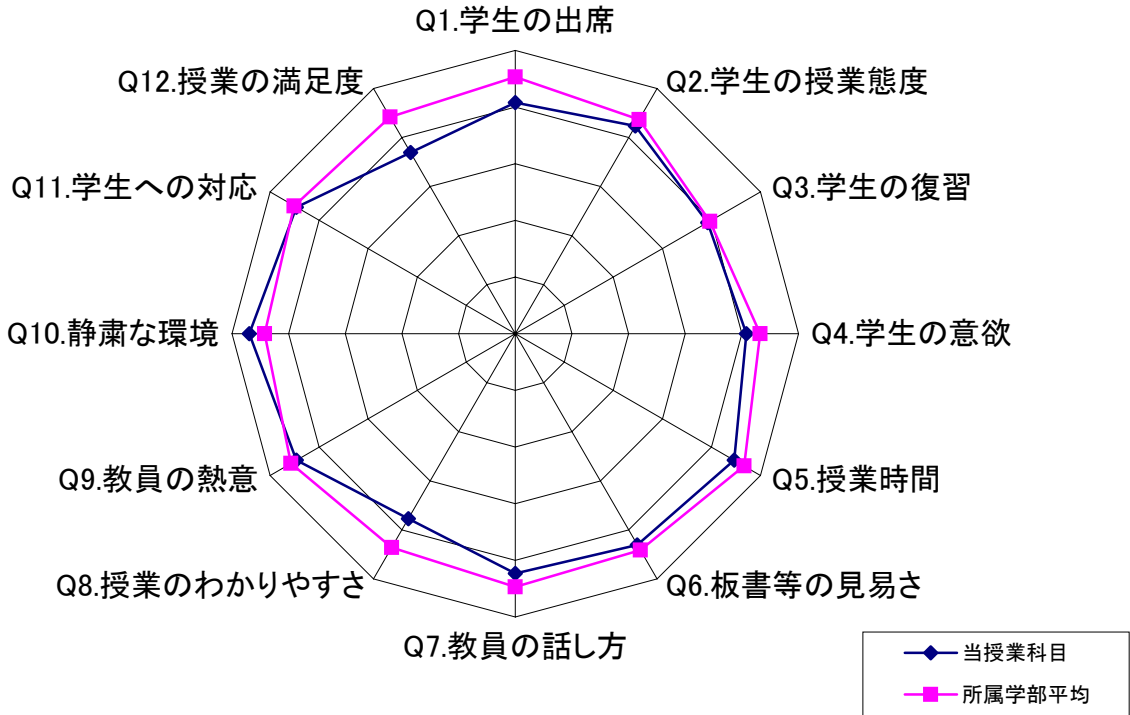 Q1.学生の出席
Q2.学生の授業態度
Q3.学生の復習
Q4.学生の意欲
Q5.授業時間
Q6.板書等の見易さ
Q7.教員の話し方
Q8.授業のわかりやすさ
Q9.教員の熱意
Q10.静粛な環境
Q11.学生への対応
Q12.授業の満足度
当授業科目
所属学部平均